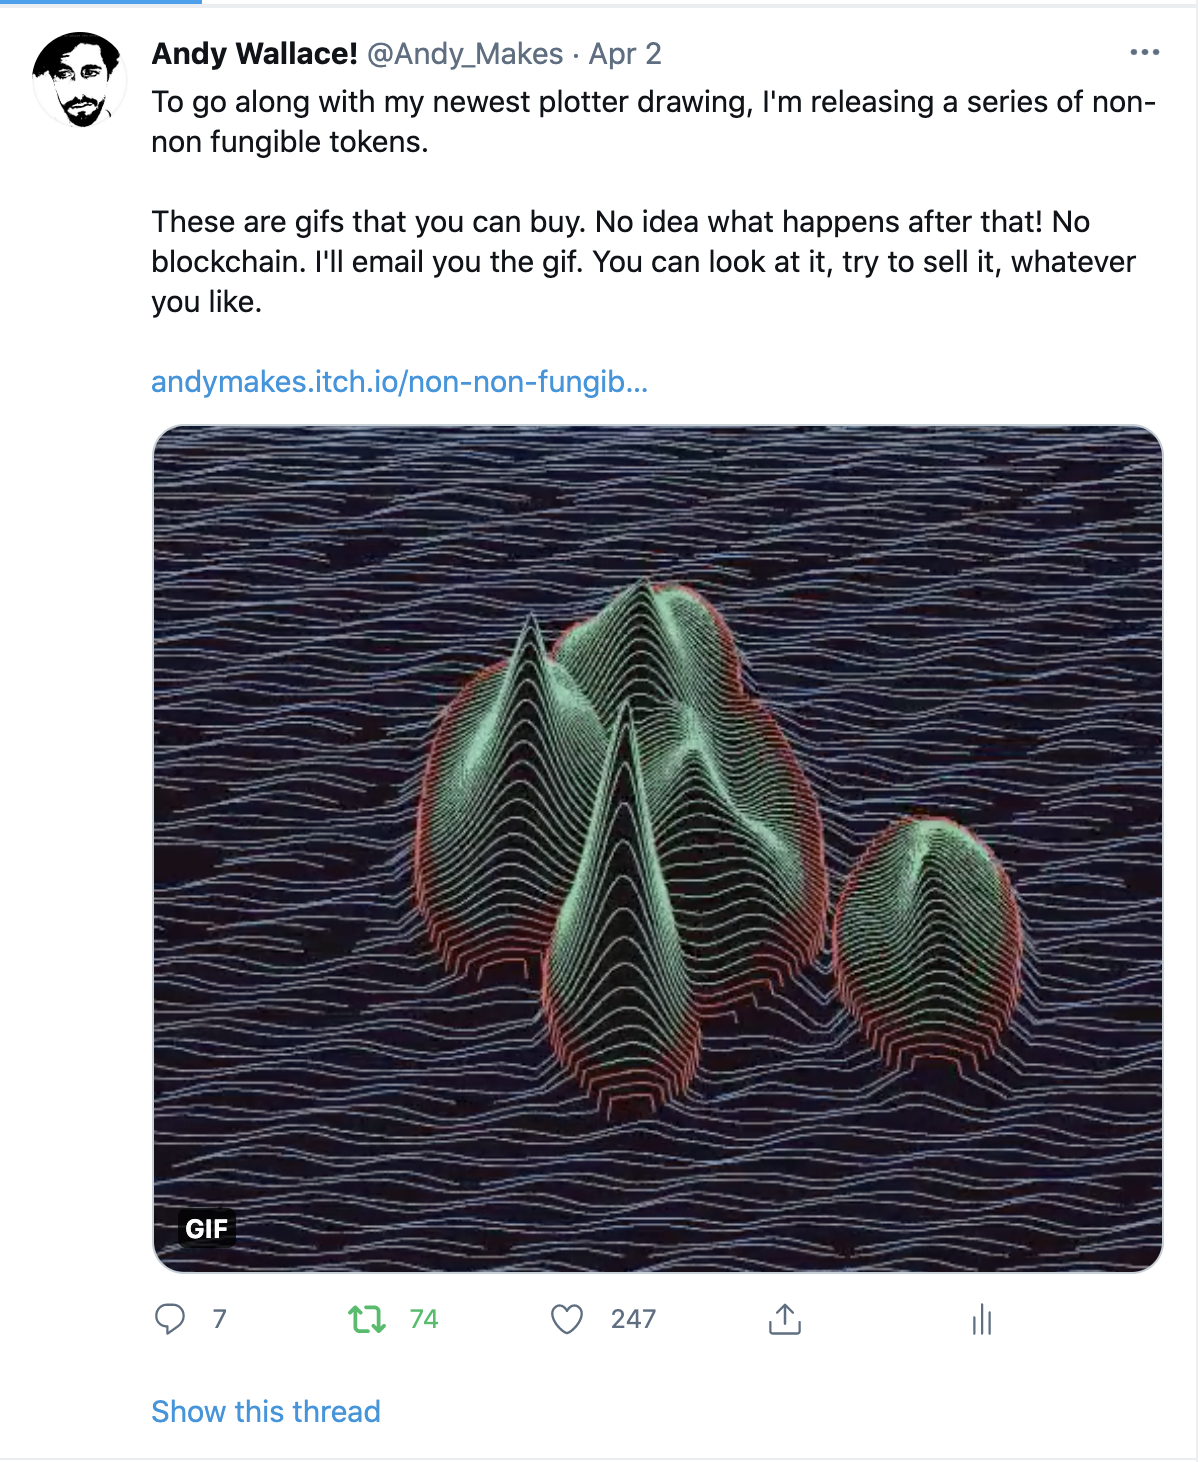 Andy Wallace! @Andy_Makes · Apr 2
To go along with my newest plotter drawing, I'm releasing a series of non-
non fungible tokens.
These are gifs that you can buy. No idea what happens after that! No
blockchain. I'll email you the gif. You can look at it, try to sell it, whatever
you like.
andymakes.itch.io/non-non-fungib...
GIF
7 74 247
Show this thread